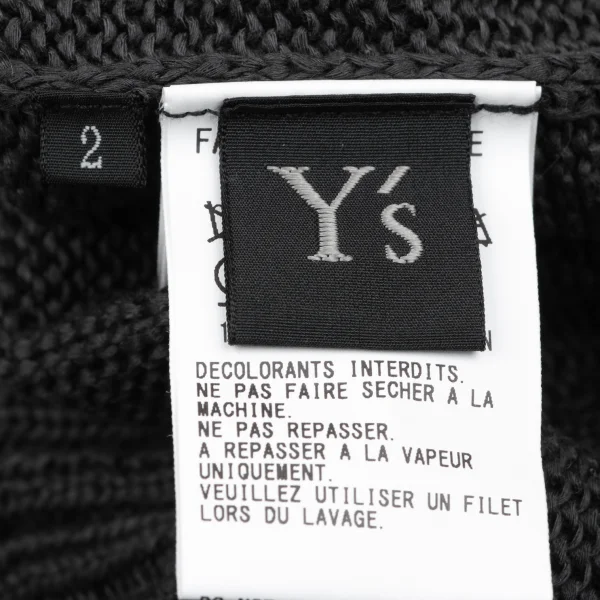 2
Y's
DECOLORANTS INTERDITS.
NE PAS FAIRE SECHER A LA
MACHINE.
NE PAS REPASSER.
A REPASSER A LA VAPEUR
UNIQUEMENT.
VEUILLEZ UTILISER UN FILET
LORS DU LAVAGE.